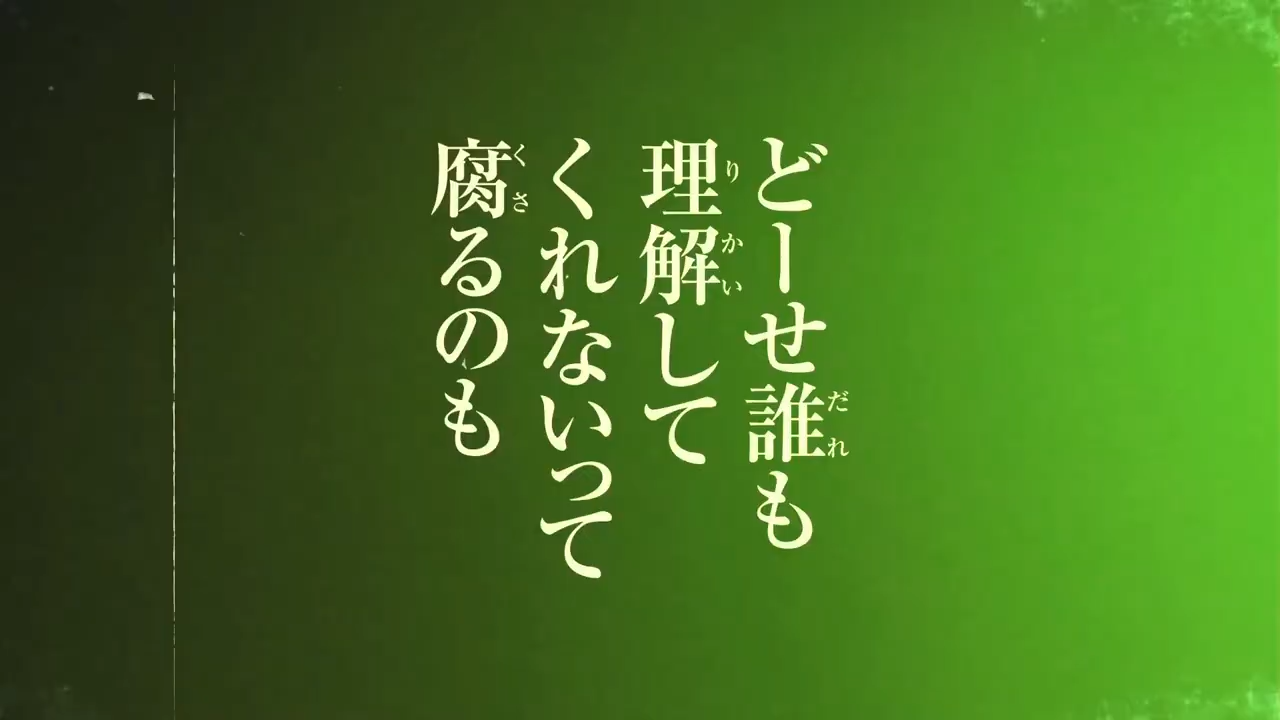 どーせ誰も
理解して
くれないって
腐るのも